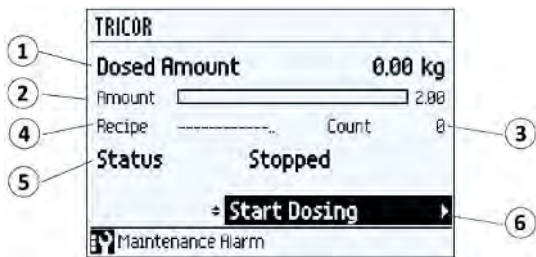 TRICOR
1 Dosed Amount 0.00 kg
2 Amount 2.00
4 Recipe ------------.. Count 0 3
5 Status Stopped
Start Dosing 6
Maintenance Alarm